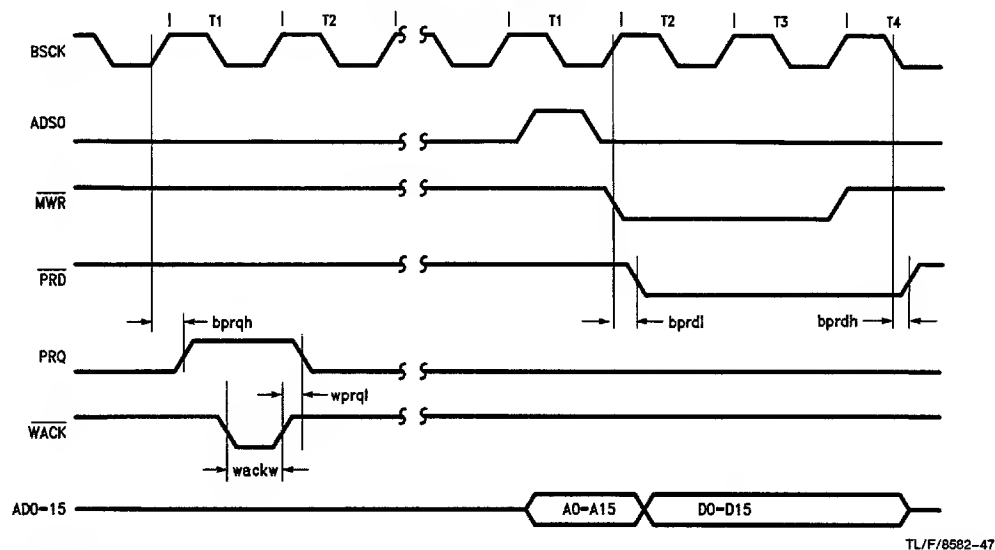 T1 T2 T1 T2 T3 T4
BSCK
ADS0
MWR
PRD
bprqh bprdl bprdh
PRQ
wprql
WACK
wackw
AD0-15 A0-A15 D0-D15
TL/F/8582-47